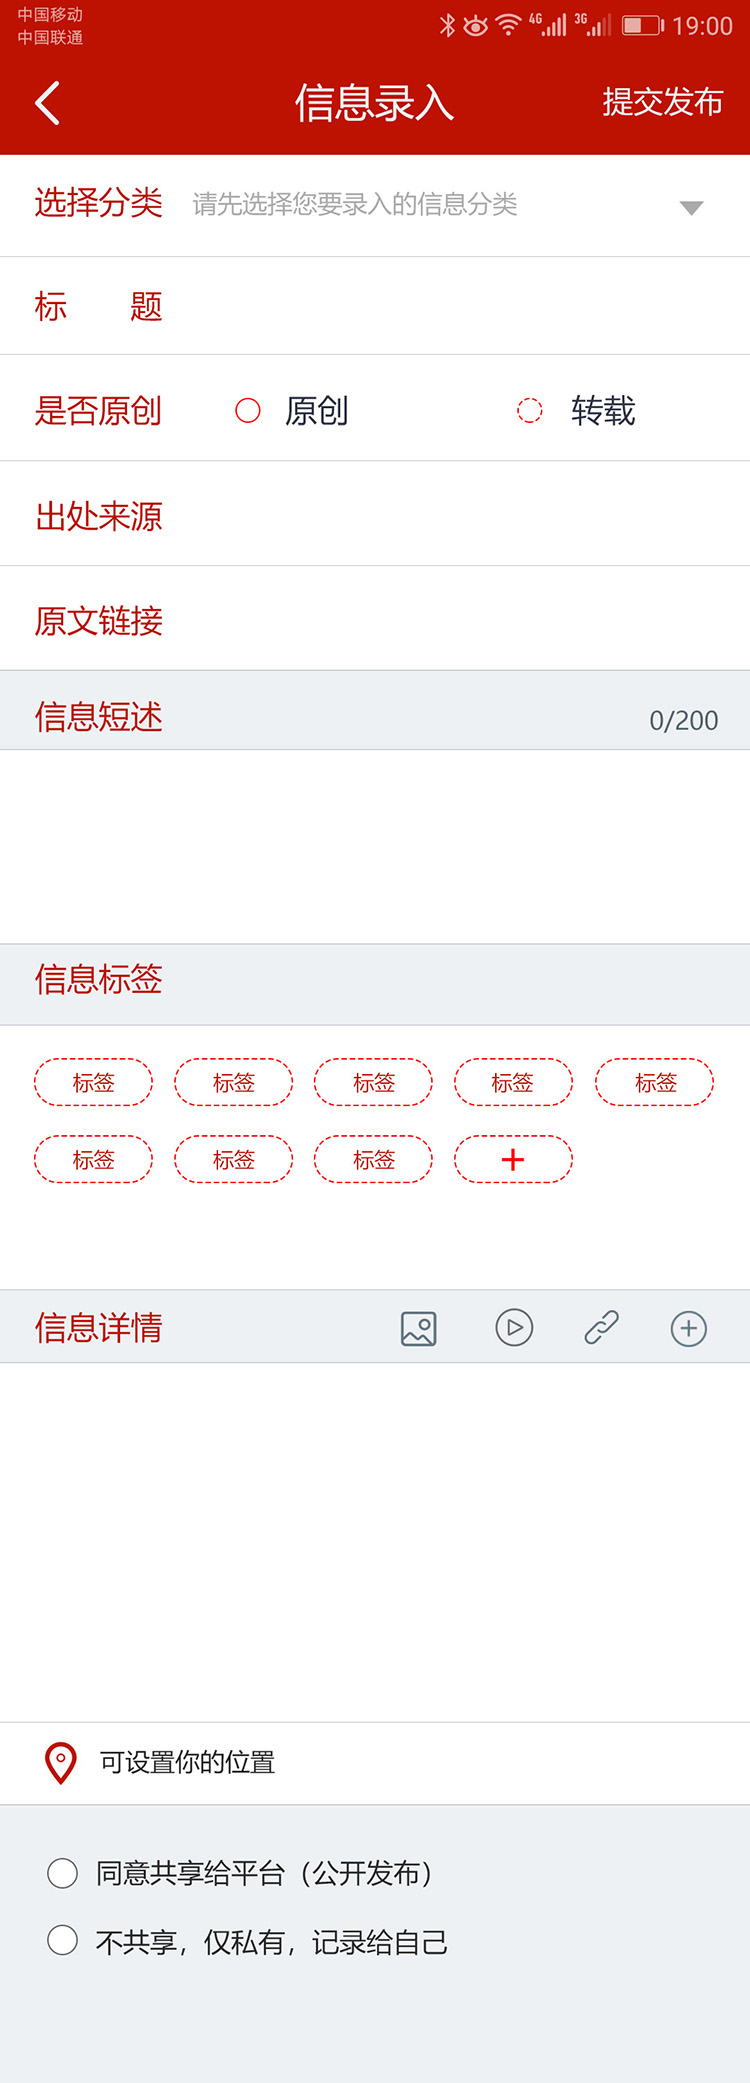 中国移动
中国联通
4G 3G 19:00
信息录入 提交发布
选择分类 请先选择您要录入的信息分类
标 题
是否原创 原创 转载
出处来源
原文链接
信息短述 0/200
信息标签
标签 标签 标签 标签 标签
标签 标签 标签 +
信息详情
可设置你的位置
同意共享给平台（公开发布）
不共享，仅私有，记录给自己